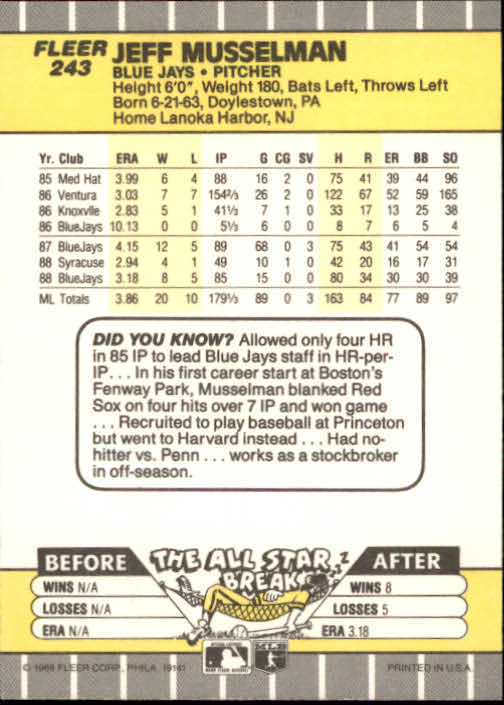 FLEER JEFF MUSSELMAN
243 BLUE JAYS • PITCHER
Height 6'0", Weight 180, Bats Left, Throws Left
Born 6-21-63, Doylestown, PA
Home Lanoka Harbor, NJ
Yr. Club ERA W L IP G CG SV H R ER BB SO
85 Med Hat 3.99 6 4 88 16 2 0 75 41 39 44 96
86 Ventura 3.03 7 7 154⅔ 26 2 0 122 67 52 59 165
86 Knoxvlle 2.83 5 1 41⅓ 7 1 0 33 17 13 25 38
86 BlueJays 10.13 0 0 5⅓ 6 0 0 8 7 6 5 4
87 BlueJays 4.15 12 5 89 68 0 3 75 43 41 54 54
88 Syracuse 2.94 4 1 49 10 1 0 42 20 16 17 31
88 BlueJays 3.18 8 5 85 15 0 0 80 34 30 30 39
ML Totals 3.86 20 10 179⅓ 89 0 3 163 84 77 89 97
DID YOU KNOW? Allowed only four HR
in 85 IP to lead Blue Jays staff in HR-per-
IP . . . In his first career start at Boston's
Fenway Park, Musselman blanked Red
Sox on four hits over 7 IP and won game
. . . Recruited to play baseball at Princeton
but went to Harvard instead . . . Had no-
hitter vs. Penn . . . works as a stockbroker
in off-season.
BEFORE THE ALL STAR BREAK zzz AFTER
WINS N/A WINS 8
LOSSES N/A LOSSES 5
ERA N/A ERA 3.18
© 1989 FLEER CORP., PHILA. 19141 PRINTED IN U.S.A.